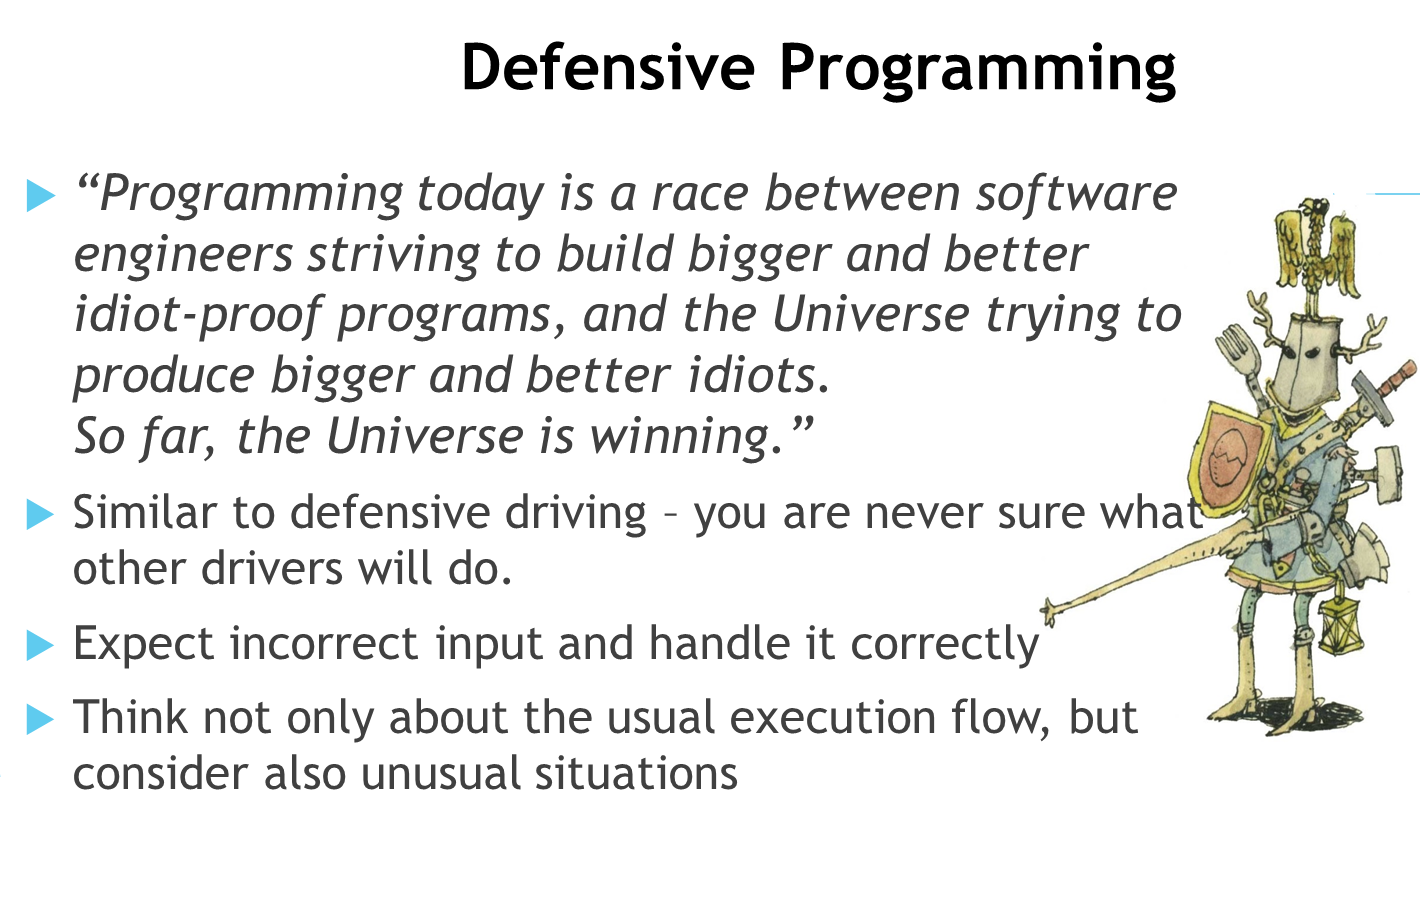 Defensive Programming
“Programming today is a race between software
engineers striving to build bigger and better
idiot-proof programs, and the Universe trying to
produce bigger and better idiots.
So far, the Universe is winning.”
Similar to defensive driving – you are never sure what
other drivers will do.
Expect incorrect input and handle it correctly
Think not only about the usual execution flow, but
consider also unusual situations